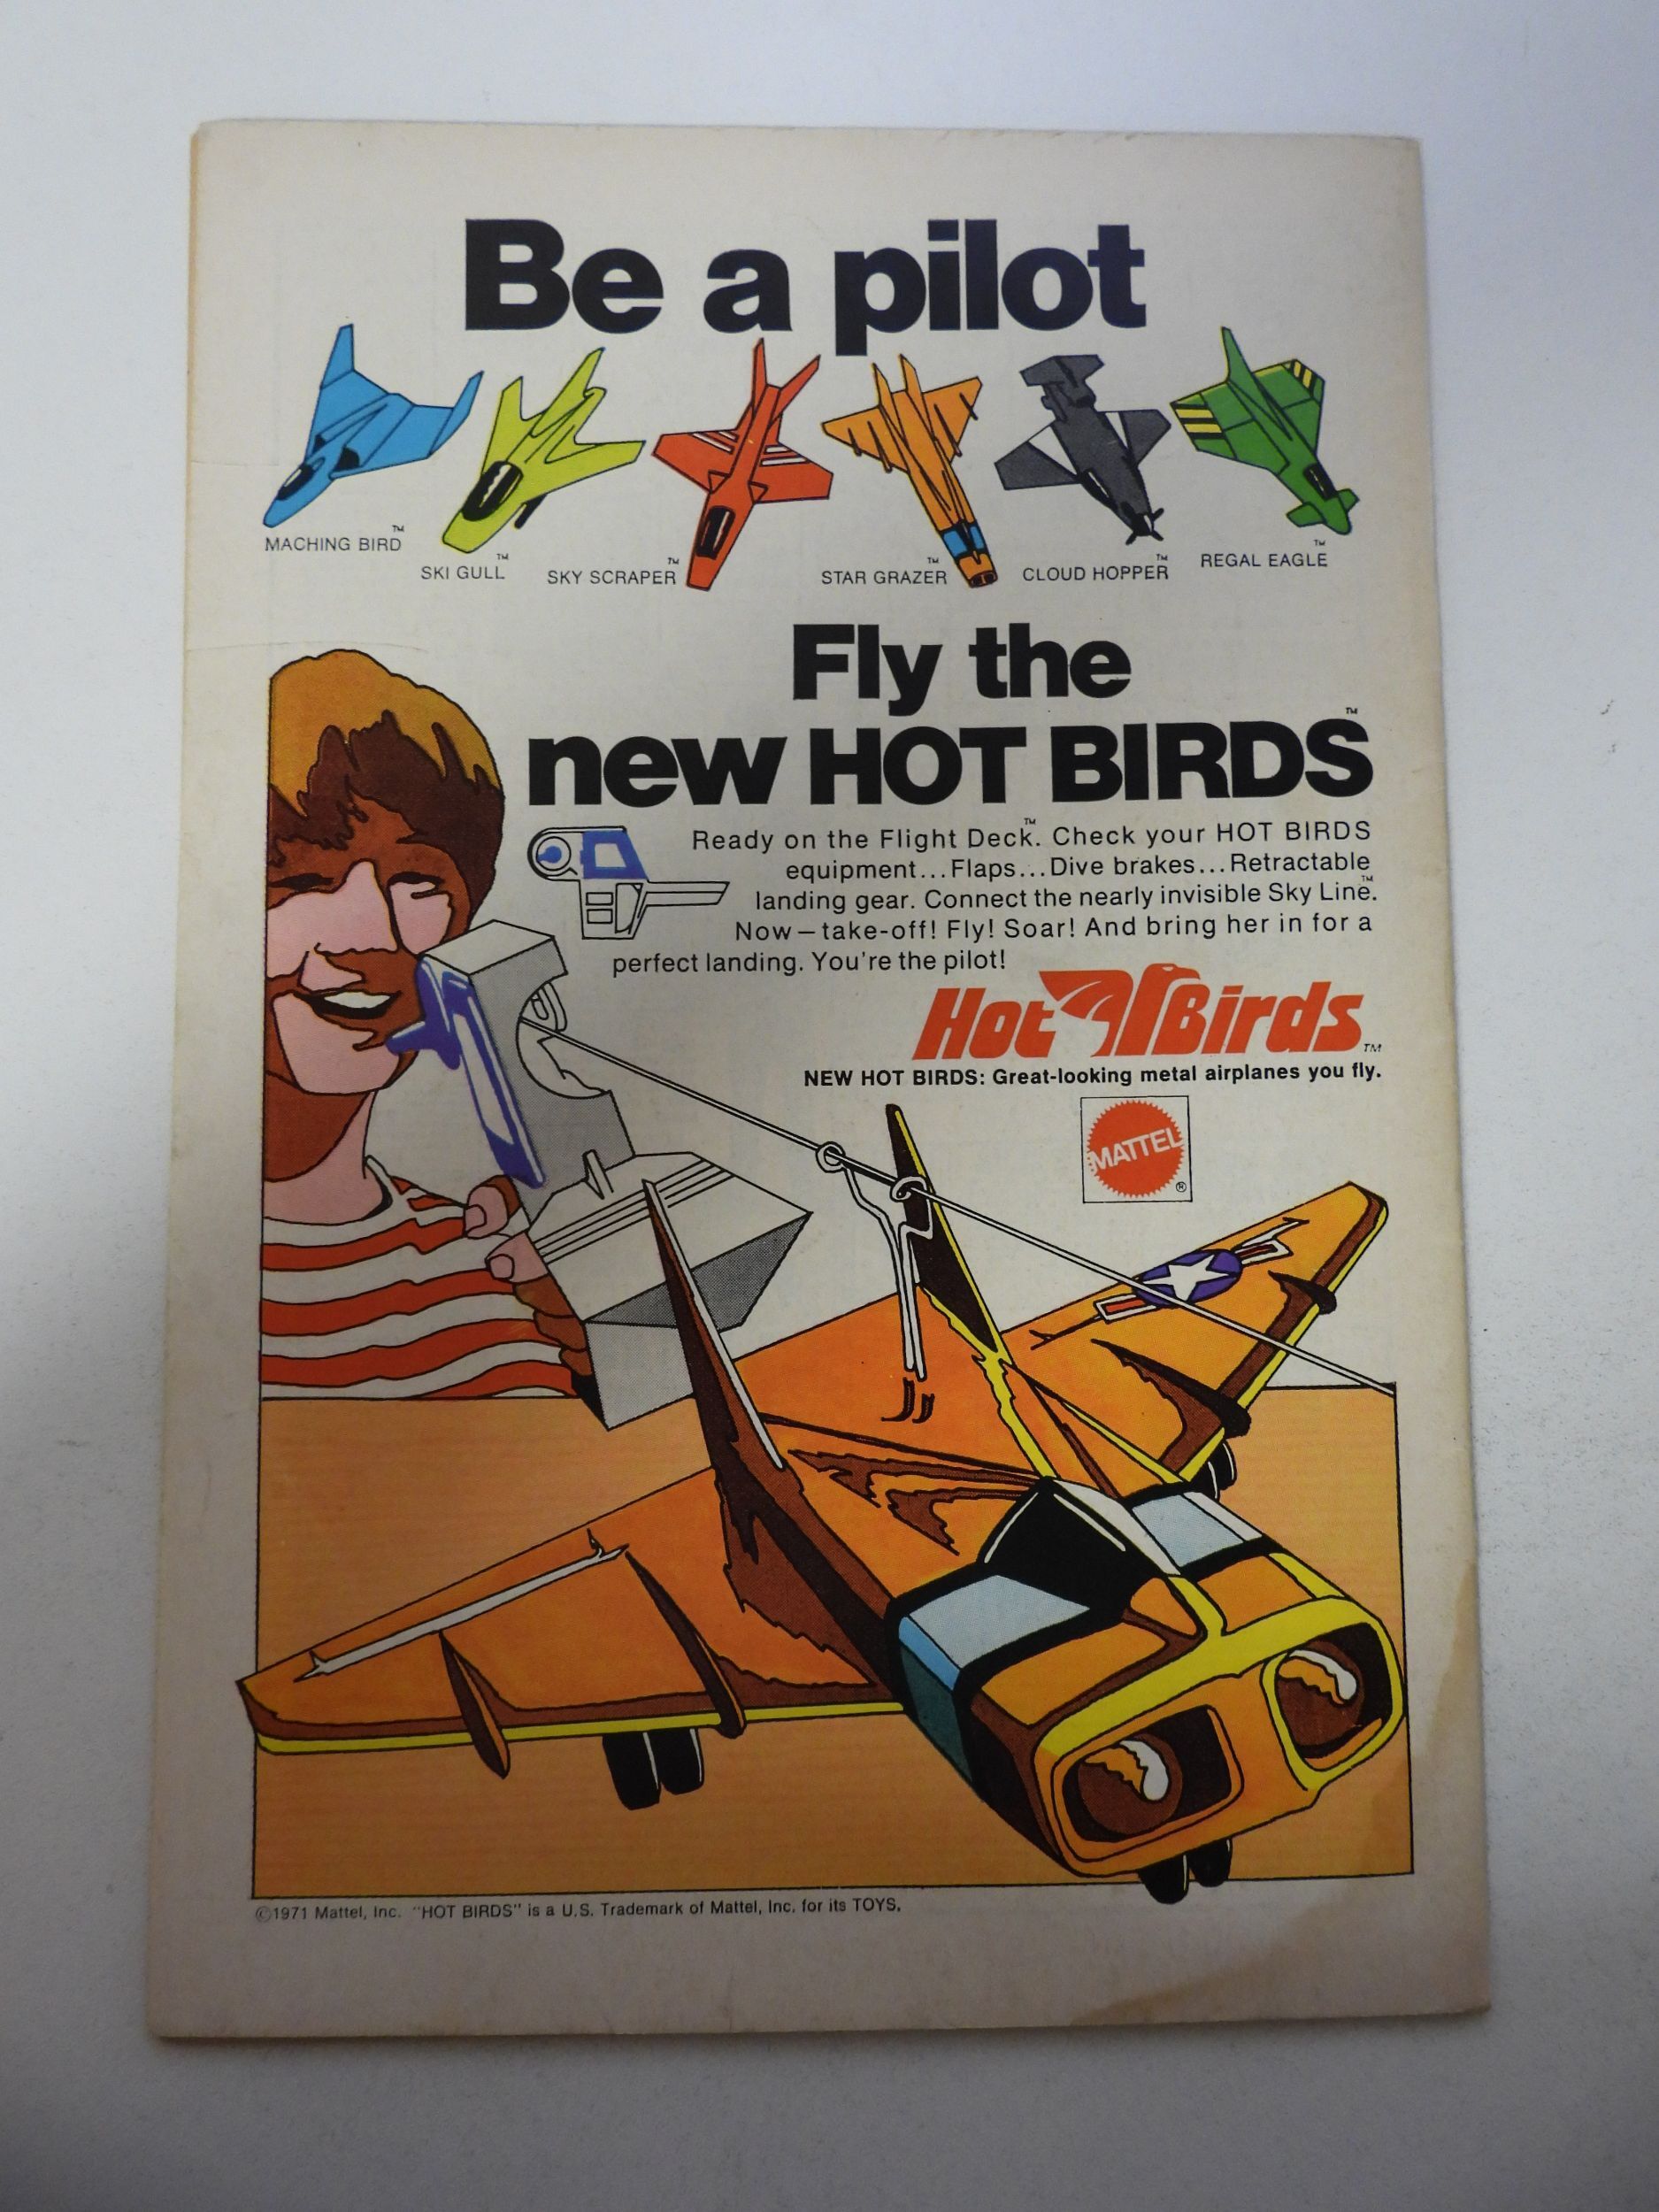 Be a pilot
MACHING BIRD™
SKI GULL™
SKY SCRAPER™
STAR GRAZER™
CLOUD HOPPER™
REGAL EAGLE™
Fly the
new HOT BIRDS™
Ready on the Flight Deck™. Check your HOT BIRDS
equipment...Flaps...Dive brakes...Retractable
landing gear. Connect the nearly invisible Sky Line™.
Now—take-off! Fly! Soar! And bring her in for a
perfect landing. You're the pilot!
Hot Birds™
NEW HOT BIRDS: Great-looking metal airplanes you fly.
MATTEL®
©1971 Mattel, Inc. "HOT BIRDS" is a U.S. Trademark of Mattel, Inc. for its TOYS.